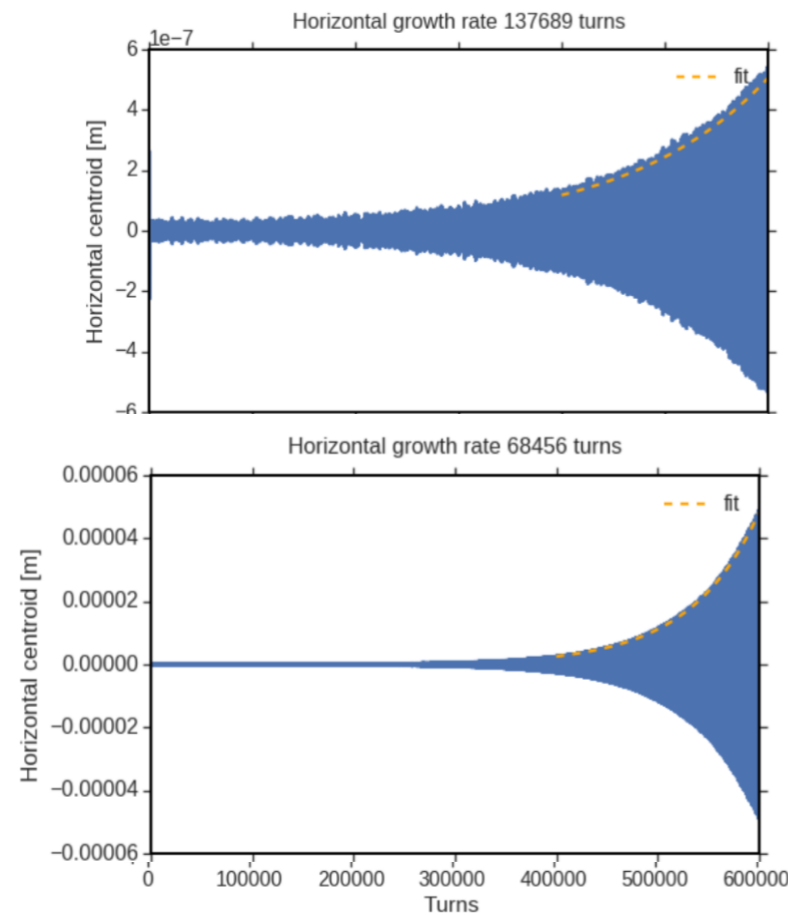 Horizontal growth rate 137689 turns
1e−7
6
4
2
0
−2
−4
−6
Horizontal centroid [m]
fit
Horizontal growth rate 68456 turns
0.00006
0.00004
0.00002
0.00000
−0.00002
−0.00004
−0.00006
Horizontal centroid [m]
fit
0 100000 200000 300000 400000 500000 600000
Turns